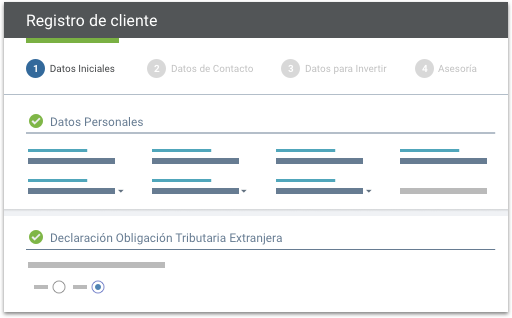 Registro de cliente
1 Datos Iniciales 2 Datos de Contacto 3 Datos para Invertir 4 Asesoría
Datos Personales
Declaración Obligación Tributaria Extranjera